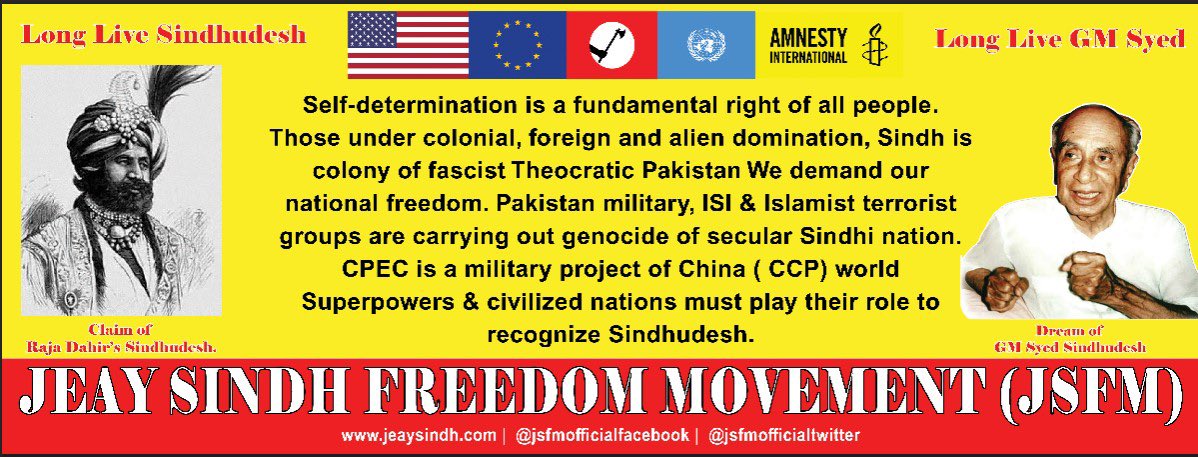 Long Live Sindhudesh
AMNESTY
INTERNATIONAL
Long Live GM Syed
Self-determination is a fundamental right of all people.
Those under colonial, foreign and alien domination, Sindh is
colony of fascist Theocratic Pakistan We demand our
national freedom. Pakistan military, ISI & Islamist terrorist
groups are carrying out genocide of secular Sindhi nation.
CPEC is a military project of China ( CCP) world
Superpowers & civilized nations must play their role to
recognize Sindhudesh.
Claim of
Raja Dahir's Sindhudesh.
Dream of
GM Syed Sindhudesh
JEAY SINDH FREEDOM MOVEMENT (JSFM)
www.jeaysindh.com | @jsfmofficialfacebook | @jsfmofficialtwitter